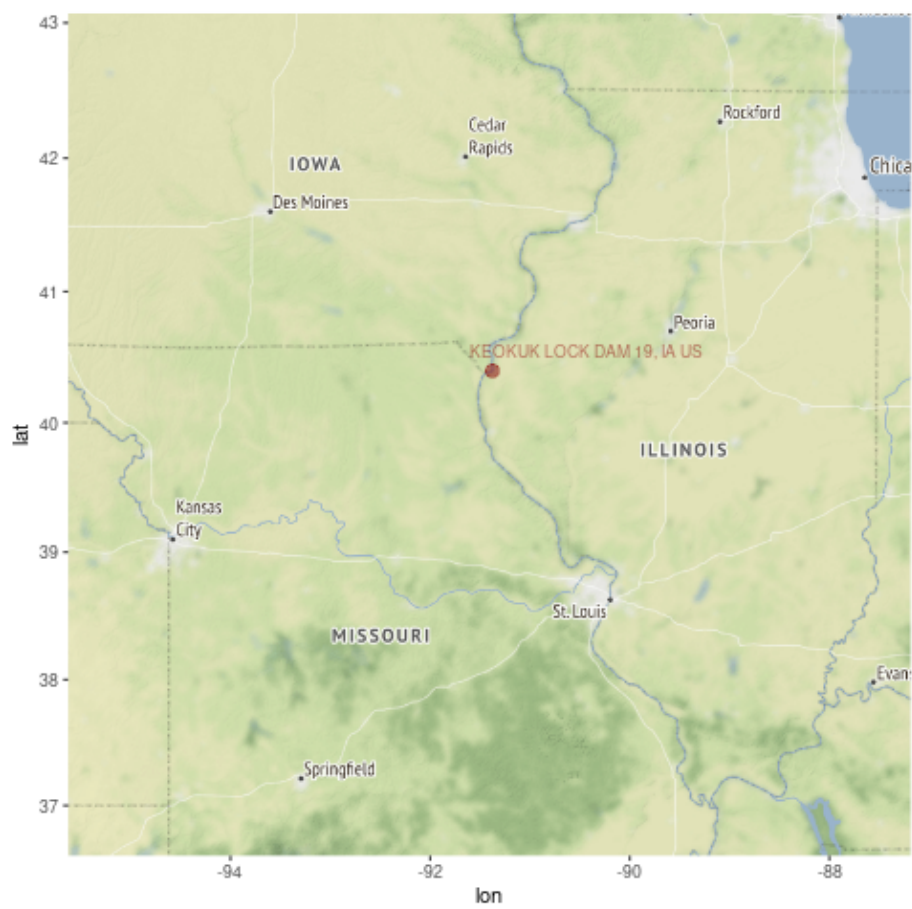 43
Rockford
Cedar
Rapids
42
IOWA
Chica
Des Moines
41
Peoria
KEOKUK LOCK DAM 19, IA US
40
ILLINOIS
lat
Kansas
City
39
St. Louis
MISSOURI
38
Evans
Springfield
37
-94
-92
-90
-88
lon